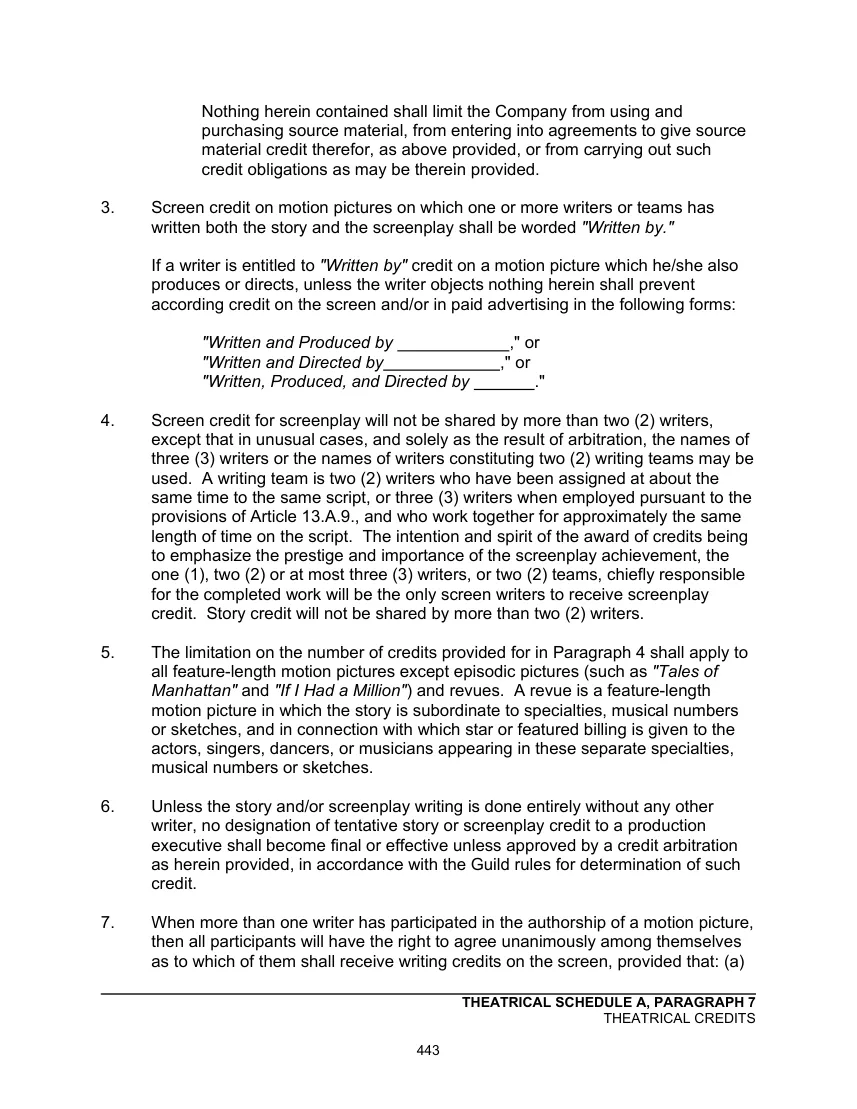 Nothing herein contained shall limit the Company from using and
purchasing source material, from entering into agreements to give source
material credit therefor, as above provided, or from carrying out such
credit obligations as may be therein provided.
3. Screen credit on motion pictures on which one or more writers or teams has
written both the story and the screenplay shall be worded "Written by."
If a writer is entitled to "Written by" credit on a motion picture which he/she also
produces or directs, unless the writer objects nothing herein shall prevent
according credit on the screen and/or in paid advertising in the following forms:
"Written and Produced by ____________," or
"Written and Directed by_____________," or
"Written, Produced, and Directed by _______."
4. Screen credit for screenplay will not be shared by more than two (2) writers,
except that in unusual cases, and solely as the result of arbitration, the names of
three (3) writers or the names of writers constituting two (2) writing teams may be
used. A writing team is two (2) writers who have been assigned at about the
same time to the same script, or three (3) writers when employed pursuant to the
provisions of Article 13.A.9., and who work together for approximately the same
length of time on the script. The intention and spirit of the award of credits being
to emphasize the prestige and importance of the screenplay achievement, the
one (1), two (2) or at most three (3) writers, or two (2) teams, chiefly responsible
for the completed work will be the only screen writers to receive screenplay
credit. Story credit will not be shared by more than two (2) writers.
5. The limitation on the number of credits provided for in Paragraph 4 shall apply to
all feature-length motion pictures except episodic pictures (such as "Tales of
Manhattan" and "If I Had a Million") and revues. A revue is a feature-length
motion picture in which the story is subordinate to specialties, musical numbers
or sketches, and in connection with which star or featured billing is given to the
actors, singers, dancers, or musicians appearing in these separate specialties,
musical numbers or sketches.
6. Unless the story and/or screenplay writing is done entirely without any other
writer, no designation of tentative story or screenplay credit to a production
executive shall become final or effective unless approved by a credit arbitration
as herein provided, in accordance with the Guild rules for determination of such
credit.
7. When more than one writer has participated in the authorship of a motion picture,
then all participants will have the right to agree unanimously among themselves
as to which of them shall receive writing credits on the screen, provided that: (a)
THEATRICAL SCHEDULE A, PARAGRAPH 7
THEATRICAL CREDITS
443